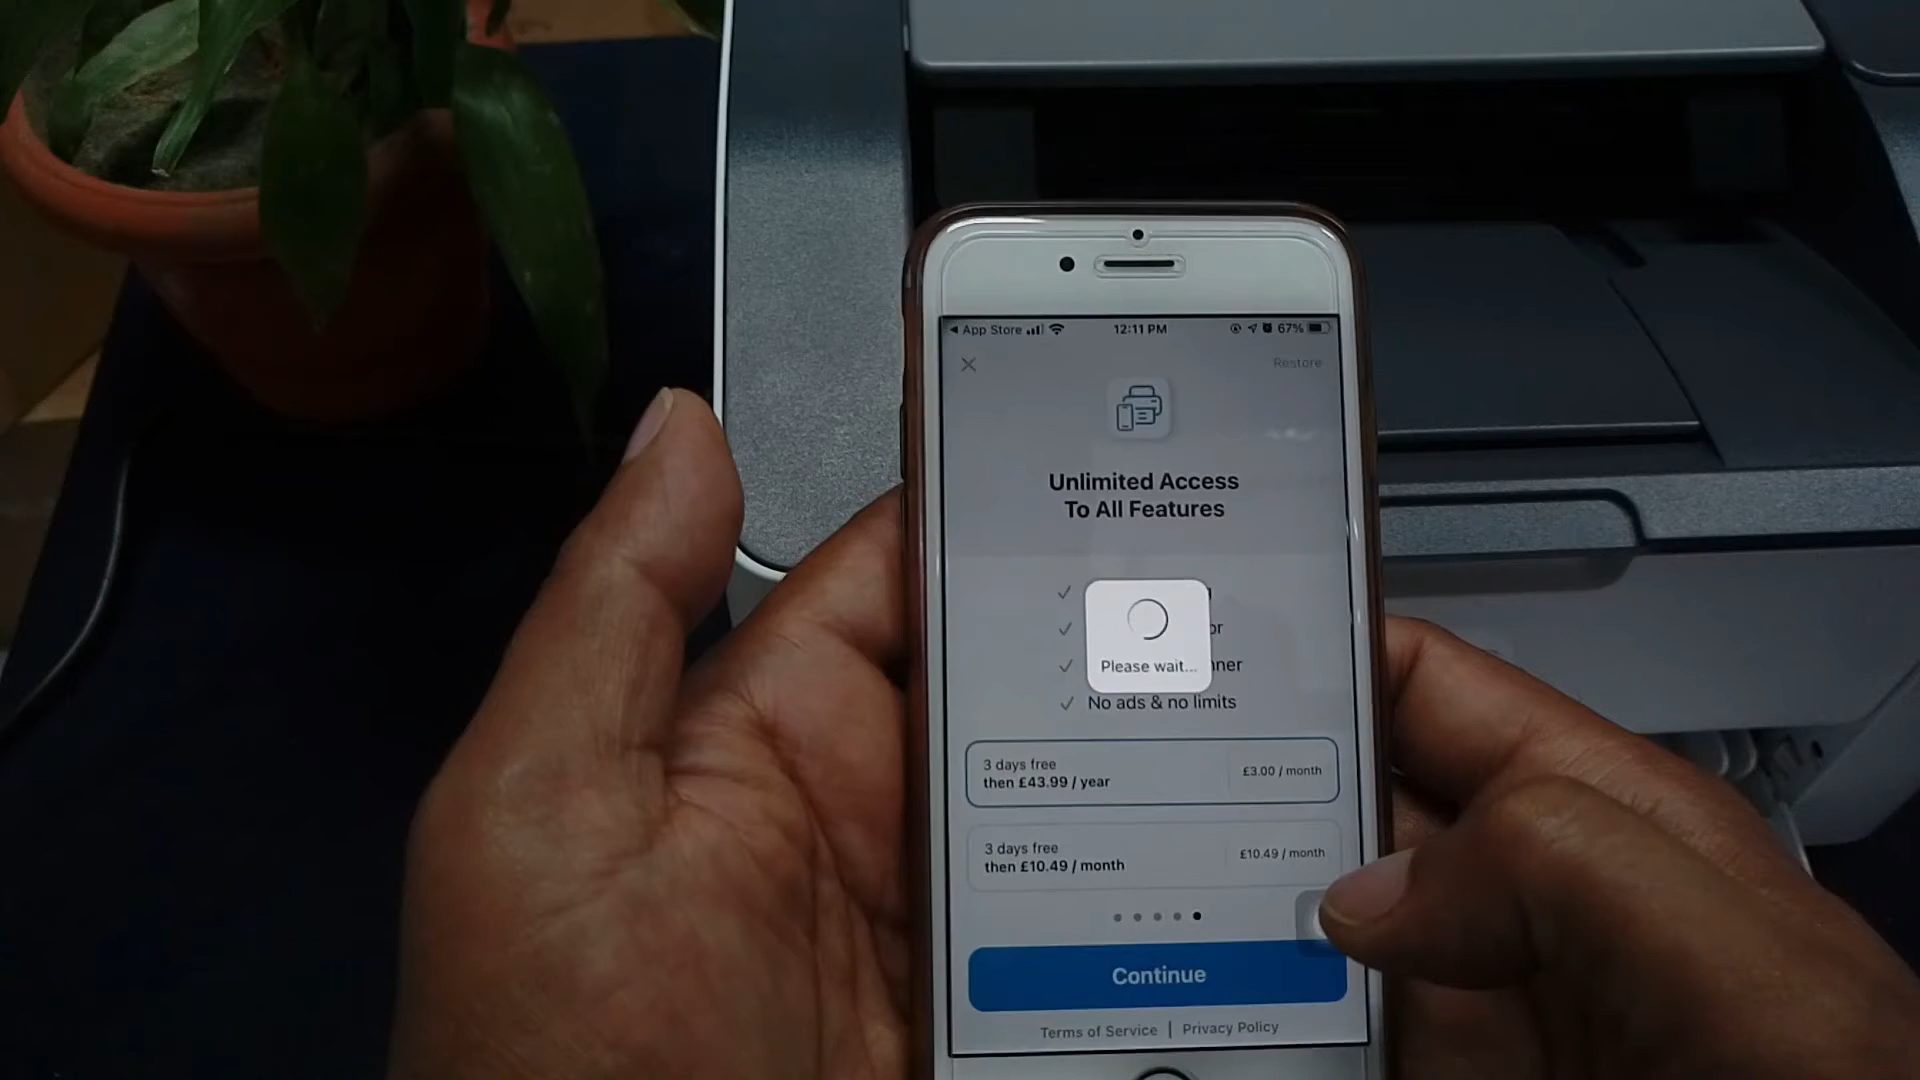 App Store
12:11 PM
67%
Restore
Unlimited Access
To All Features
Please wait...
No ads & no limits
3 days free
then £43.99 / year
£3.00 / month
3 days free
then £10.49 / month
£10.49 / month
Continue
Terms of Service | Privacy Policy